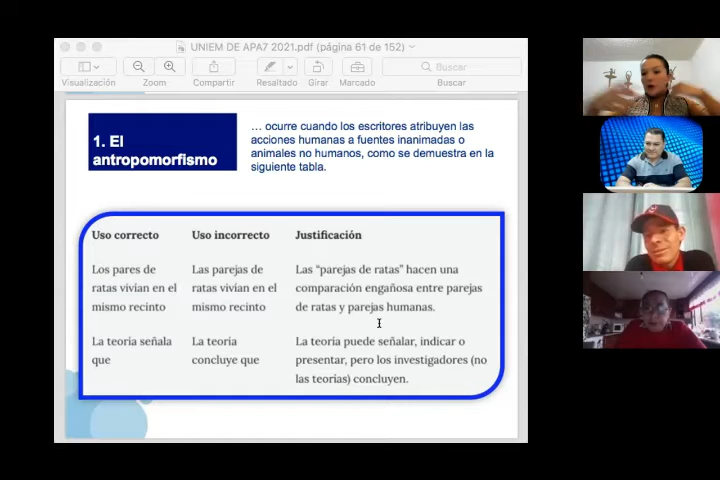 UNIEM DE APA7 2021.pdf (página 61 de 152)
Visualización
Zoom
Compartir
Resaltado
Girar
Marcado
Buscar
Buscar
1. El
antropomorfismo
… ocurre cuando los escritores atribuyen las
acciones humanas a fuentes inanimadas o
animales no humanos, como se demuestra en la
siguiente tabla.
Uso correcto Uso incorrecto Justificación
Los pares de
ratas vivían en el
mismo recinto
Las parejas de
ratas vivían en el
mismo recinto
Las “parejas de ratas” hacen una
comparación engañosa entre parejas
de ratas y parejas humanas.
La teoría señala
que
La teoría
concluye que
La teoría puede señalar, indicar o
presentar, pero los investigadores (no
las teorías) concluyen.